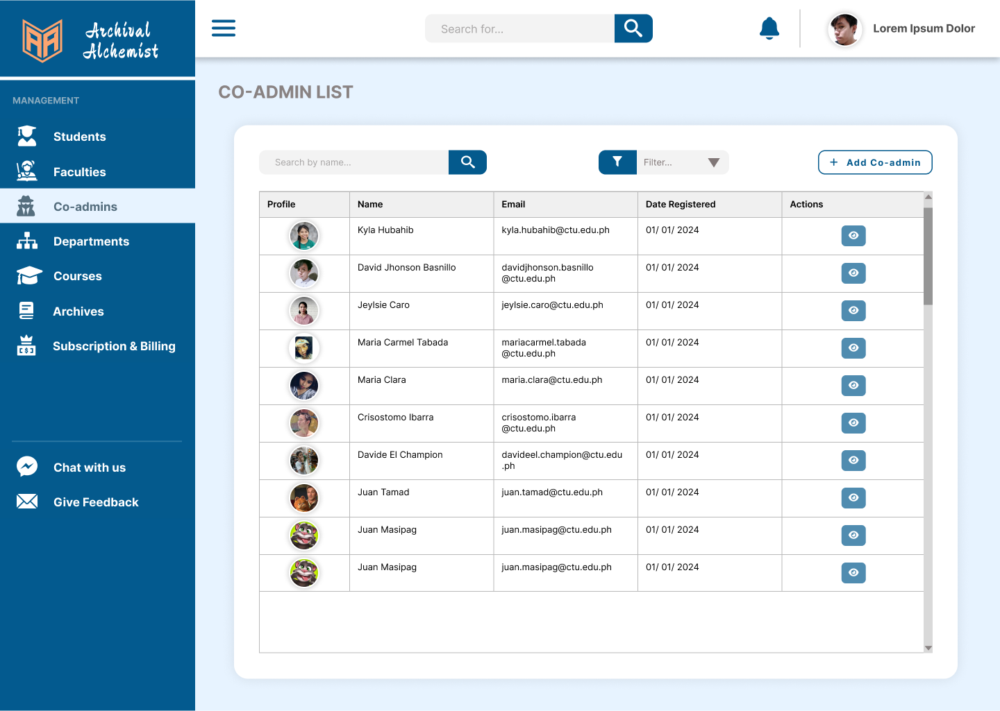 Archival
Alchemist
Search for...
Lorem Ipsum Dolor
MANAGEMENT
Students
Faculties
Co-admins
Departments
Courses
Archives
Subscription & Billing
Chat with us
Give Feedback
CO-ADMIN LIST
Search by name...
Filter...
+ Add Co-admin
Profile Name Email Date Registered Actions
Kyla Hubahib kyla.hubahib@ctu.edu.ph 01/ 01/ 2024
David Jhonson Basnillo davidjhonson.basnillo 01/ 01/ 2024
@ctu.edu.ph
Jeylsie Caro jeylsie.caro@ctu.edu.ph 01/ 01/ 2024
Maria Carmel Tabada mariacarmel.tabada 01/ 01/ 2024
@ctu.edu.ph
Maria Clara maria.clara@ctu.edu.ph 01/ 01/ 2024
Crisostomo Ibarra crisostomo.ibarra 01/ 01/ 2024
@ctu.edu.ph
Davide El Champion davideel.champion@ctu.edu 01/ 01/ 2024
.ph
Juan Tamad juan.tamad@ctu.edu.ph 01/ 01/ 2024
Juan Masipag juan.masipag@ctu.edu.ph 01/ 01/ 2024
Juan Masipag juan.masipag@ctu.edu.ph 01/ 01/ 2024